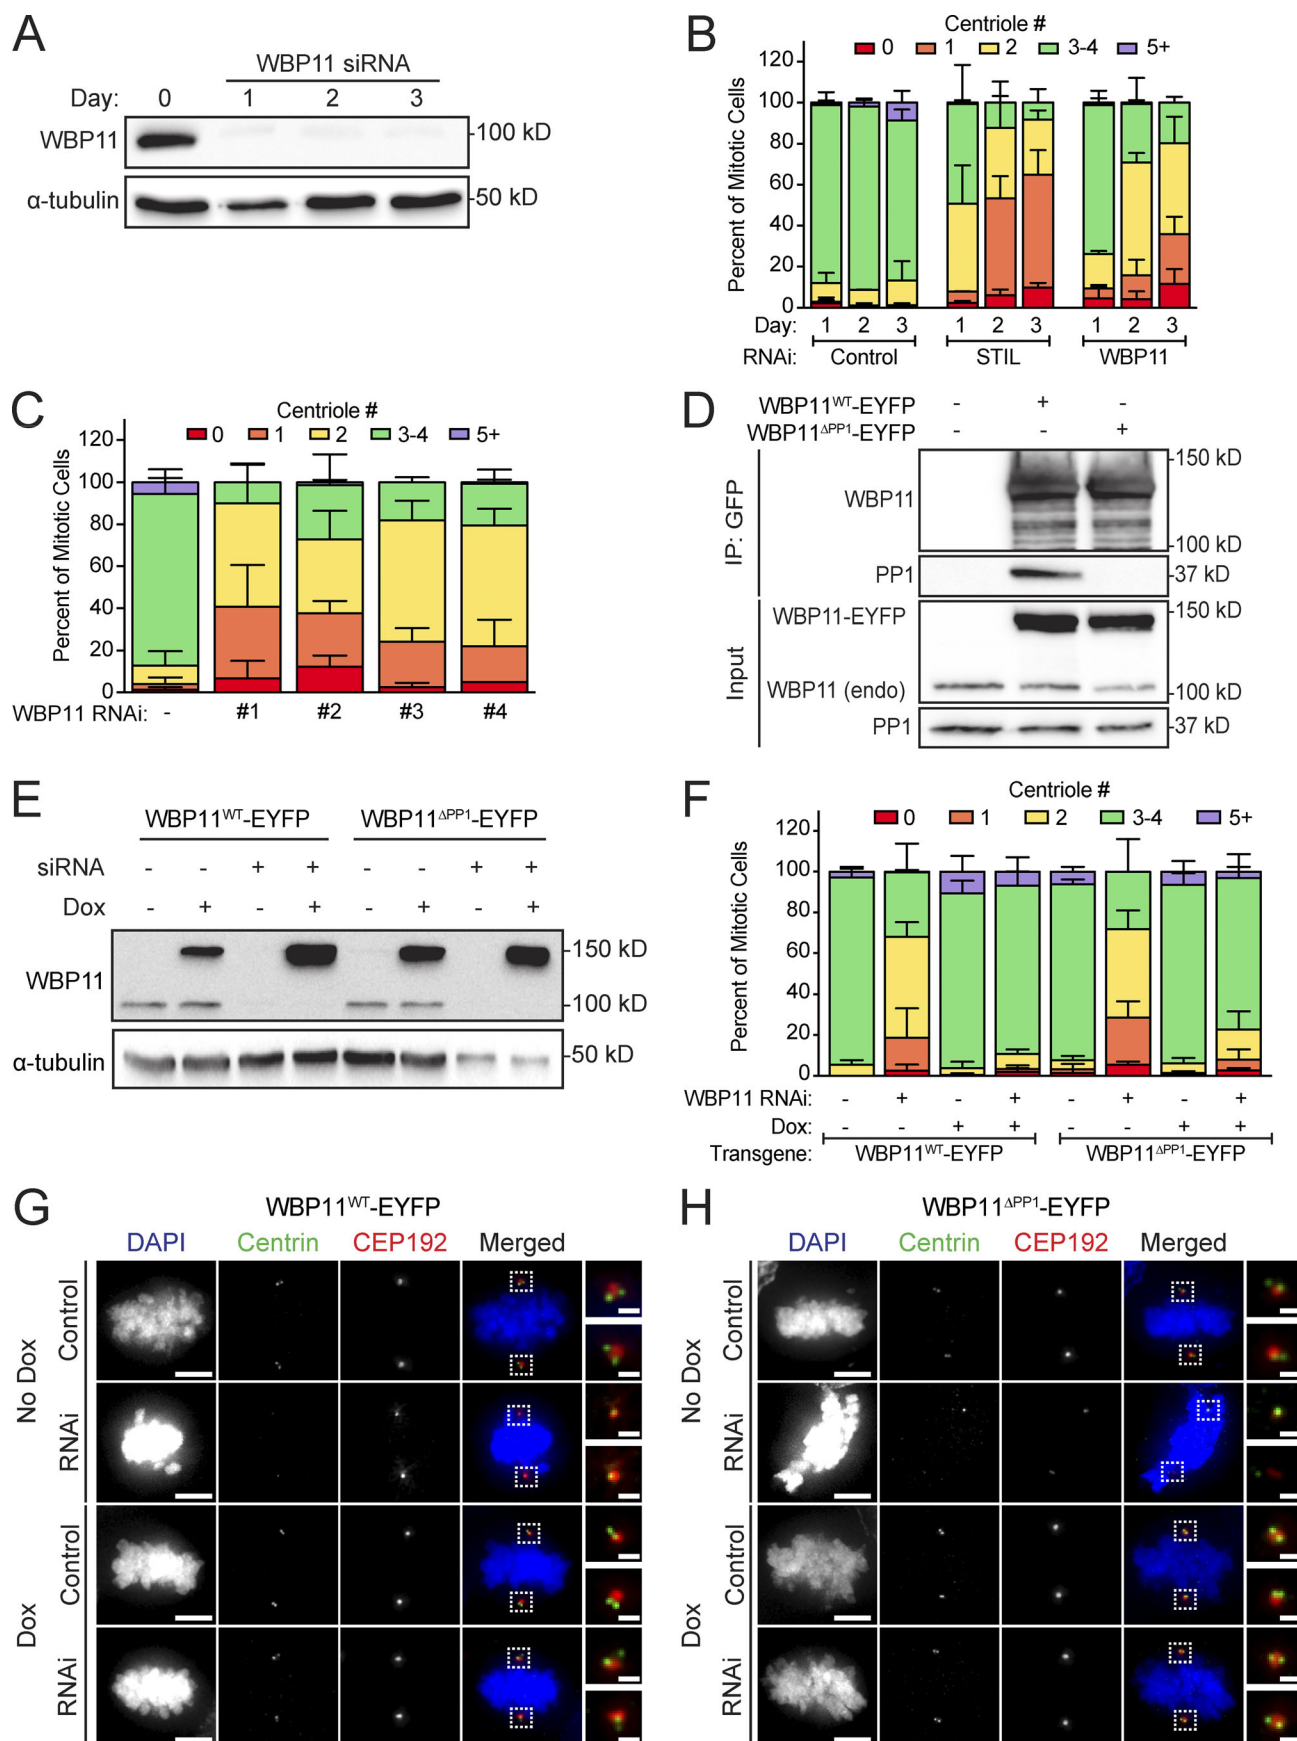 A
WBP11 siRNA
Day: 0 1 2 3
WBP11
-100 kD
α-tubulin
-50 kD
B
Centriole #
0 1 2 3-4 5+
Percent of Mitotic Cells
120
100
80
60
40
20
0
Day: 1 2 3 1 2 3 1 2 3
RNAi: Control STIL WBP11
C
Centriole #
0 1 2 3-4 5+
Percent of Mitotic Cells
120
100
80
60
40
20
0
WBP11 RNAi: - #1 #2 #3 #4
D
WBP11WT-EYFP - + -
WBP11ΔPP1-EYFP - - +
IP: GFP
WBP11
-150 kD
-100 kD
PP1
-37 kD
Input
WBP11-EYFP
-150 kD
WBP11 (endo)
-100 kD
PP1
-37 kD
E
WBP11WT-EYFP WBP11ΔPP1-EYFP
siRNA - - + + - - + +
Dox - + - + - + - +
WBP11
-150 kD
-100 kD
α-tubulin
-50 kD
F
Centriole #
0 1 2 3-4 5+
Percent of Mitotic Cells
120
100
80
60
40
20
0
WBP11 RNAi: - + - + - + - +
Dox: - - + + - - + +
Transgene: WBP11WT-EYFP WBP11ΔPP1-EYFP
G
WBP11WT-EYFP
DAPI Centrin CEP192 Merged
No Dox
Control
RNAi
Dox
Control
RNAi
H
WBP11ΔPP1-EYFP
DAPI Centrin CEP192 Merged
No Dox
Control
RNAi
Dox
Control
RNAi